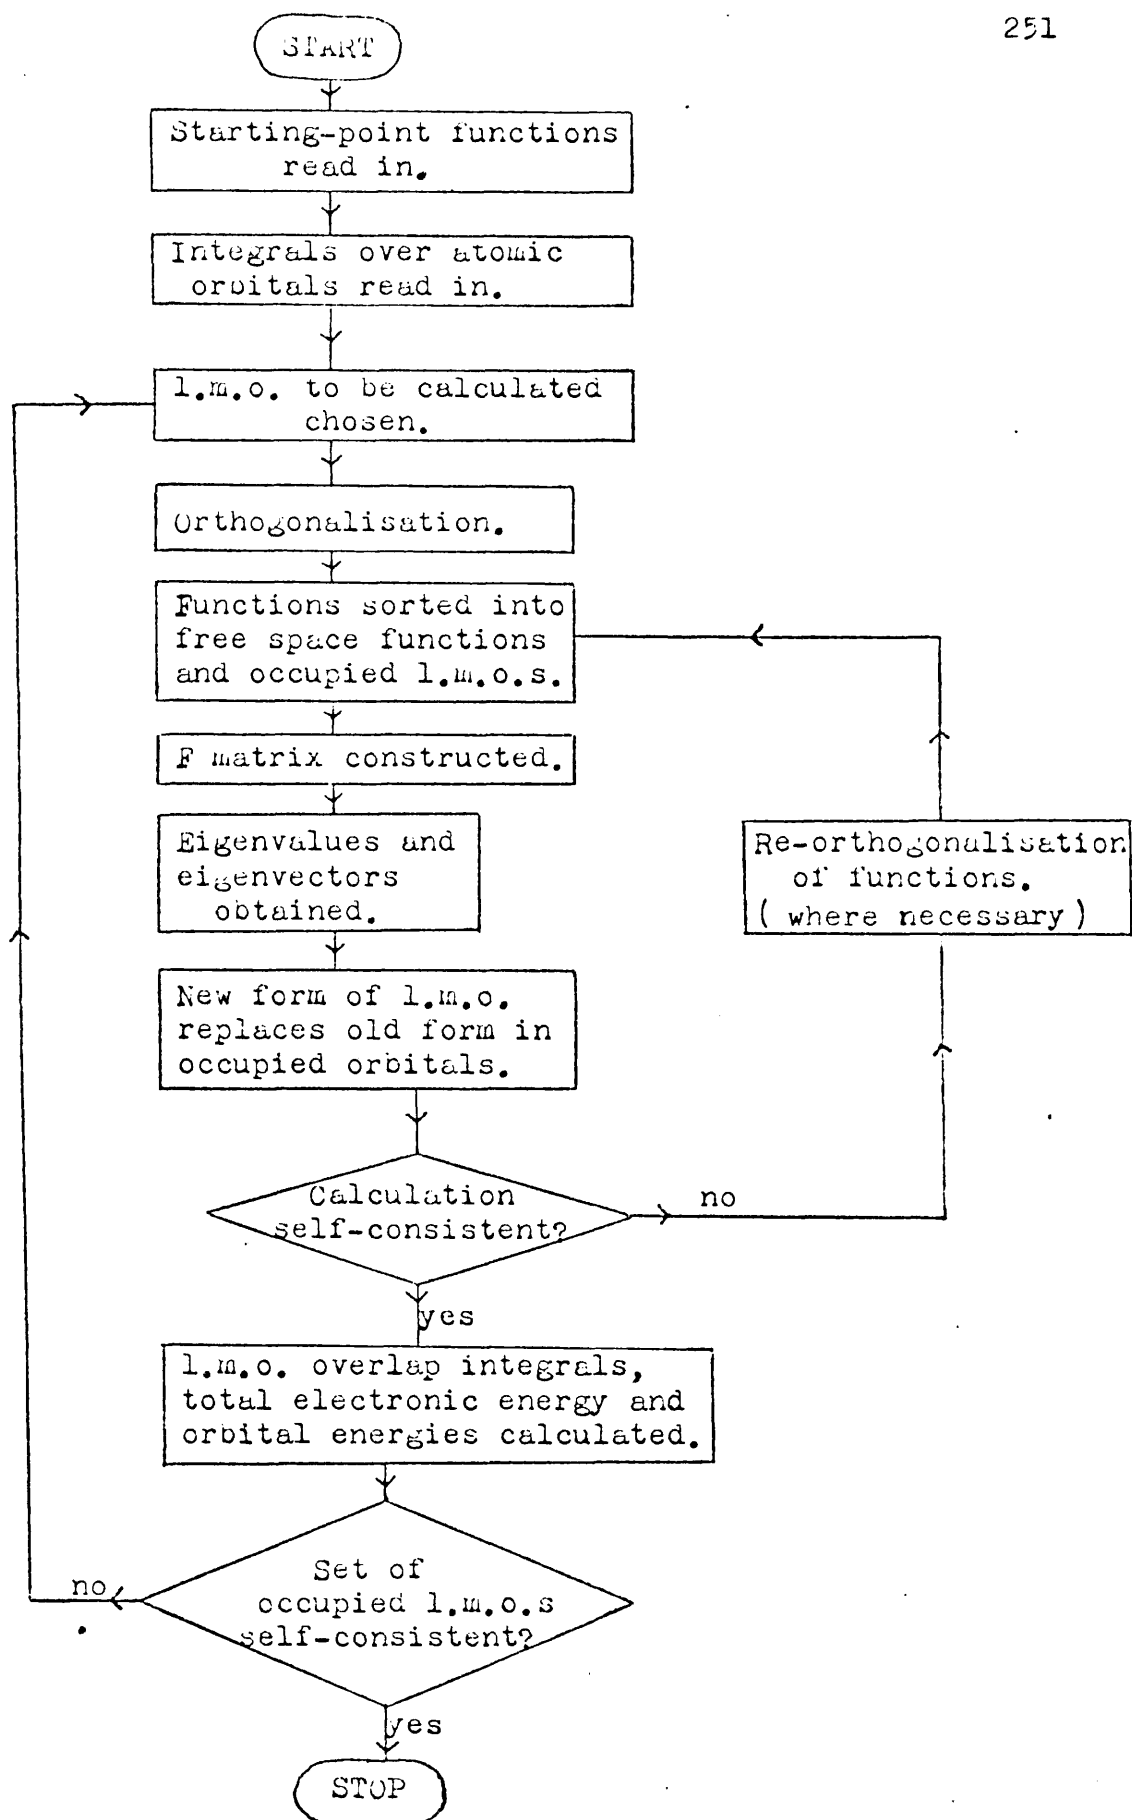 251
START
Starting-point functions
read in.
Integrals over atomic
orbitals read in.
l.m.o. to be calculated
chosen.
Orthogonalisation.
Functions sorted into
free space functions
and occupied l.m.o.s.
F matrix constructed.
Eigenvalues and
eigenvectors
obtained.
Re-orthogonalisation
of functions.
(where necessary)
New form of l.m.o.
replaces old form in
occupied orbitals.
Calculation
self-consistent?
no
yes
l.m.o. overlap integrals,
total electronic energy and
orbital energies calculated.
Set of
occupied l.m.o.s
self-consistent?
no
yes
STOP